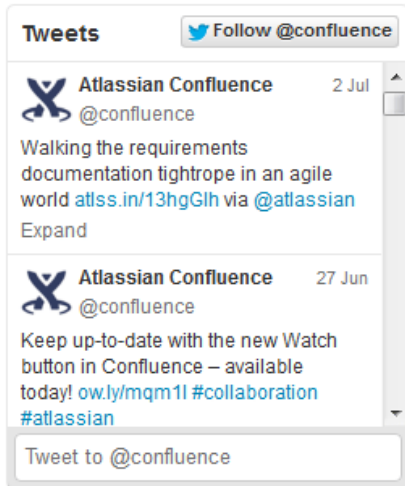 Tweets
Follow @confluence
Atlassian Confluence 2 Jul
@confluence
Walking the requirements
documentation tightrope in an agile
world atlss.in/13hgGlh via @atlassian
Expand
Atlassian Confluence 27 Jun
@confluence
Keep up-to-date with the new Watch
button in Confluence – available
today! ow.ly/mqm1l #collaboration
#atlassian
Tweet to @confluence